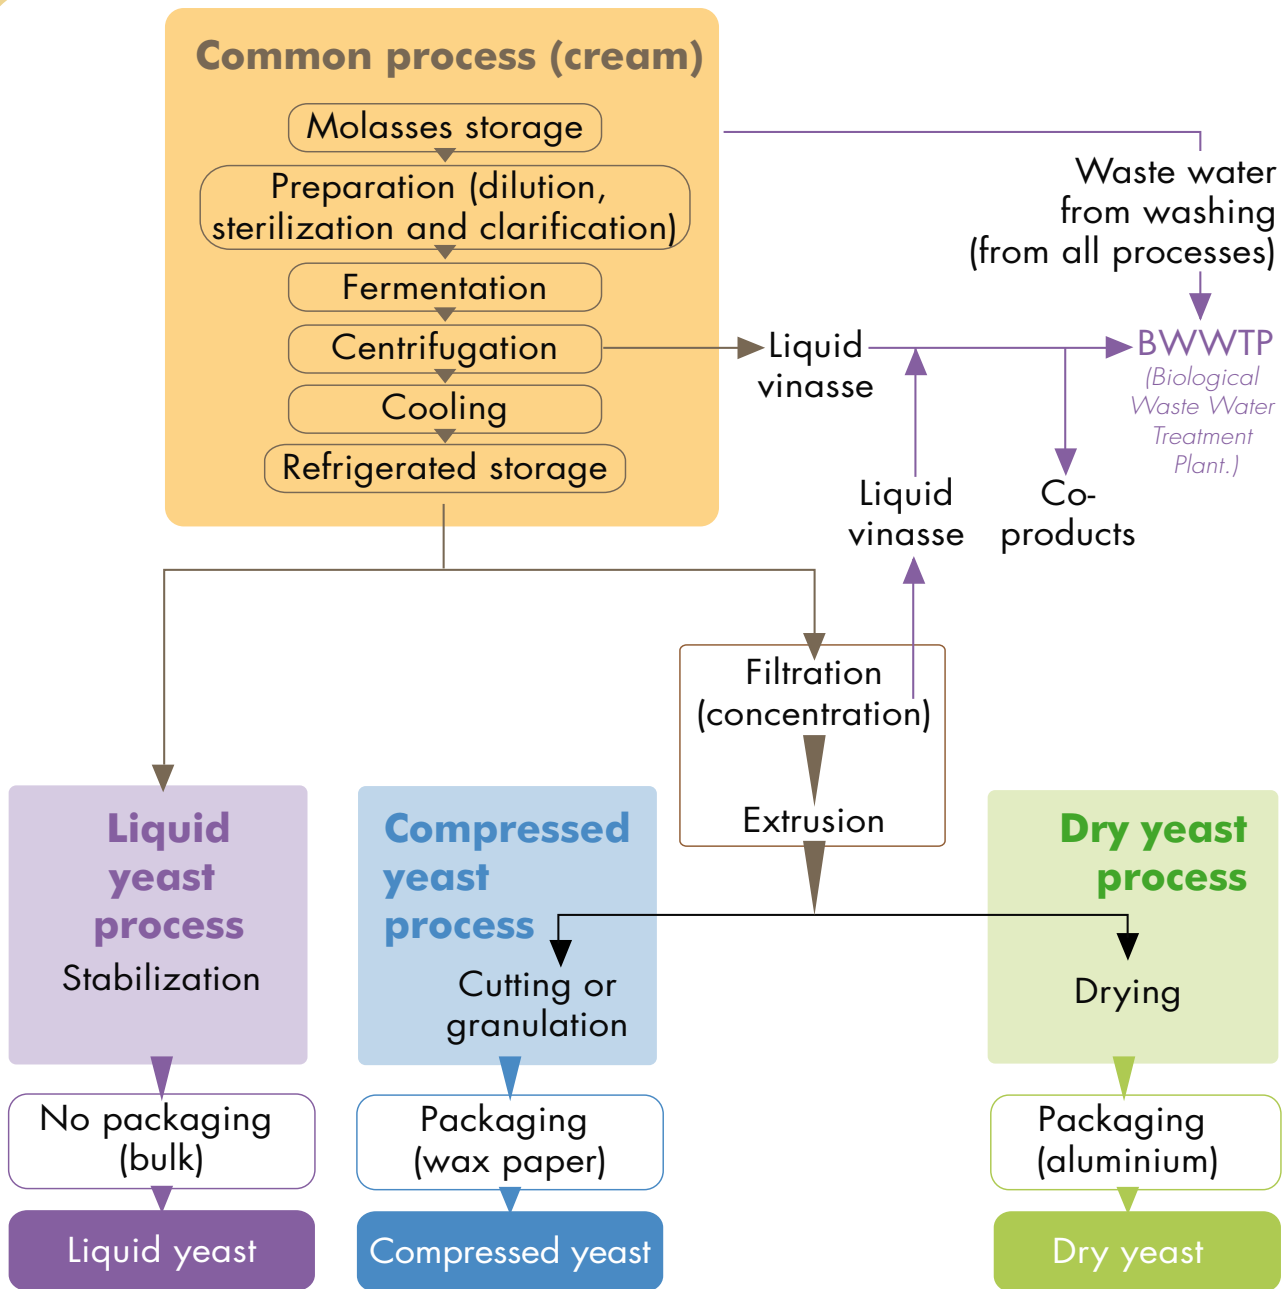 Common process (cream)
Molasses storage
Preparation (dilution,
sterilization and clarification)
Fermentation
Centrifugation
Cooling
Refrigerated storage
Waste water
from washing
(from all processes)
Liquid
vinasse
BWWTP
(Biological
Waste Water
Treatment
Plant.)
Liquid
vinasse
Co-
products
Filtration
(concentration)
Extrusion
Liquid
yeast
process
Stabilization
No packaging
(bulk)
Liquid yeast
Compressed
yeast
process
Cutting or
granulation
Packaging
(wax paper)
Compressed yeast
Dry yeast
process
Drying
Packaging
(aluminium)
Dry yeast